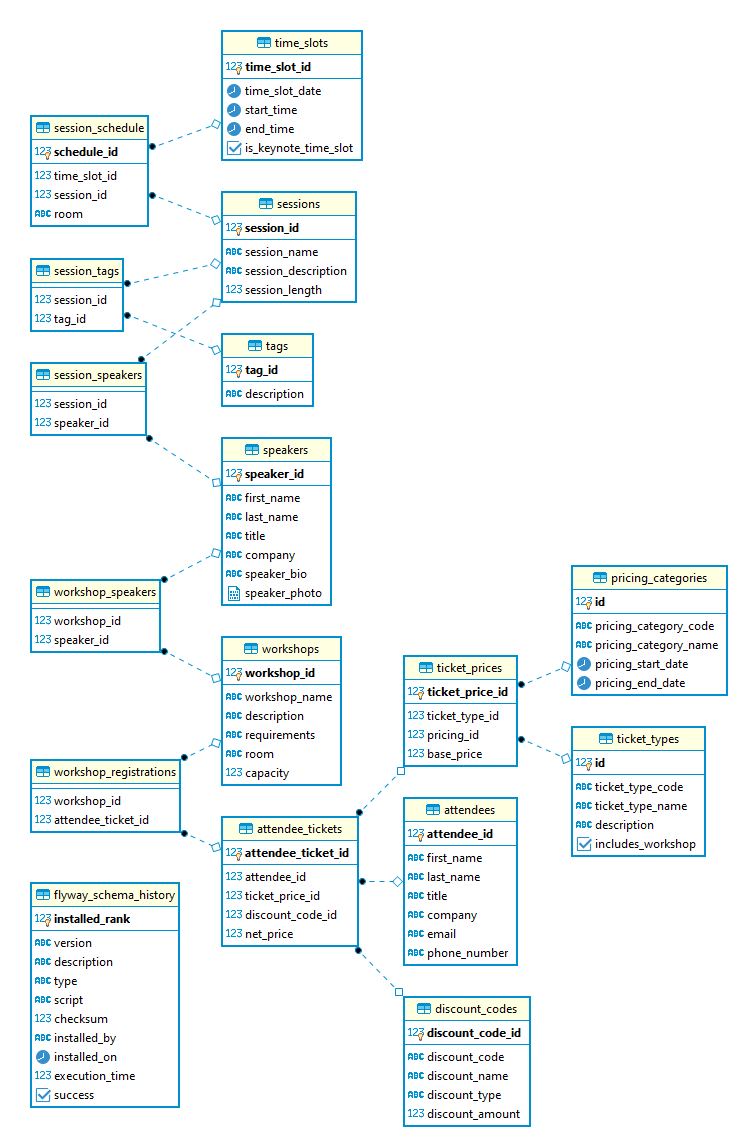 time_slots
123 time_slot_id
time_slot_date
start_time
end_time
is_keynote_time_slot
session_schedule
123 schedule_id
123 time_slot_id
123 session_id
ABC room
sessions
123 session_id
ABC session_name
ABC session_description
123 session_length
session_tags
123 session_id
123 tag_id
tags
123 tag_id
ABC description
session_speakers
123 session_id
123 speaker_id
speakers
123 speaker_id
ABC first_name
ABC last_name
ABC title
ABC company
ABC speaker_bio
speaker_photo
workshop_speakers
123 workshop_id
123 speaker_id
workshops
123 workshop_id
ABC workshop_name
ABC description
ABC requirements
ABC room
123 capacity
pricing_categories
123 id
ABC pricing_category_code
ABC pricing_category_name
pricing_start_date
pricing_end_date
ticket_prices
123 ticket_price_id
123 ticket_type_id
123 pricing_id
123 base_price
ticket_types
123 id
ABC ticket_type_code
ABC ticket_type_name
ABC description
includes_workshop
workshop_registrations
123 workshop_id
123 attendee_ticket_id
attendee_tickets
123 attendee_ticket_id
123 attendee_id
123 ticket_price_id
123 discount_code_id
123 net_price
attendees
123 attendee_id
ABC first_name
ABC last_name
ABC title
ABC company
ABC email
ABC phone_number
flyway_schema_history
123 installed_rank
ABC version
ABC description
ABC type
ABC script
123 checksum
ABC installed_by
installed_on
123 execution_time
success
discount_codes
123 discount_code_id
ABC discount_code
ABC discount_name
ABC discount_type
123 discount_amount